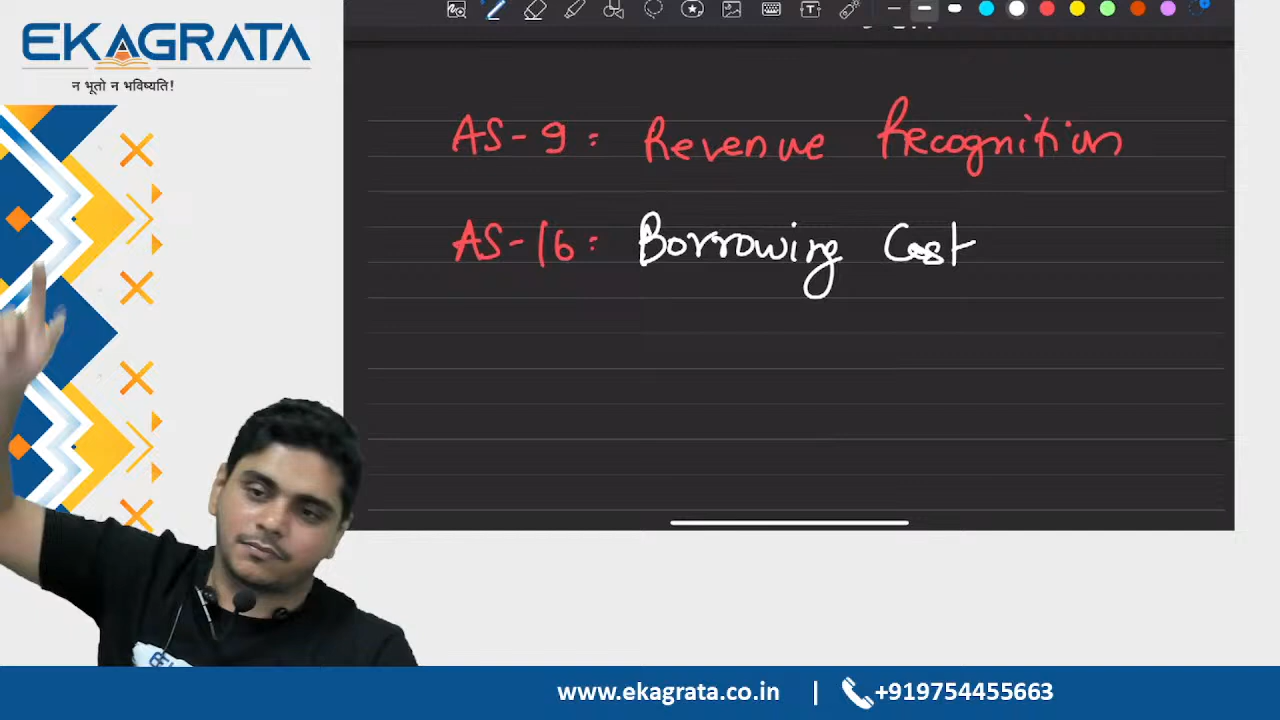 EKAGRATA
न भूतो न भविष्यति!
AS-9: Revenue Recognition
AS-16: Borrowing Cost
www.ekagrata.co.in | +919754455663